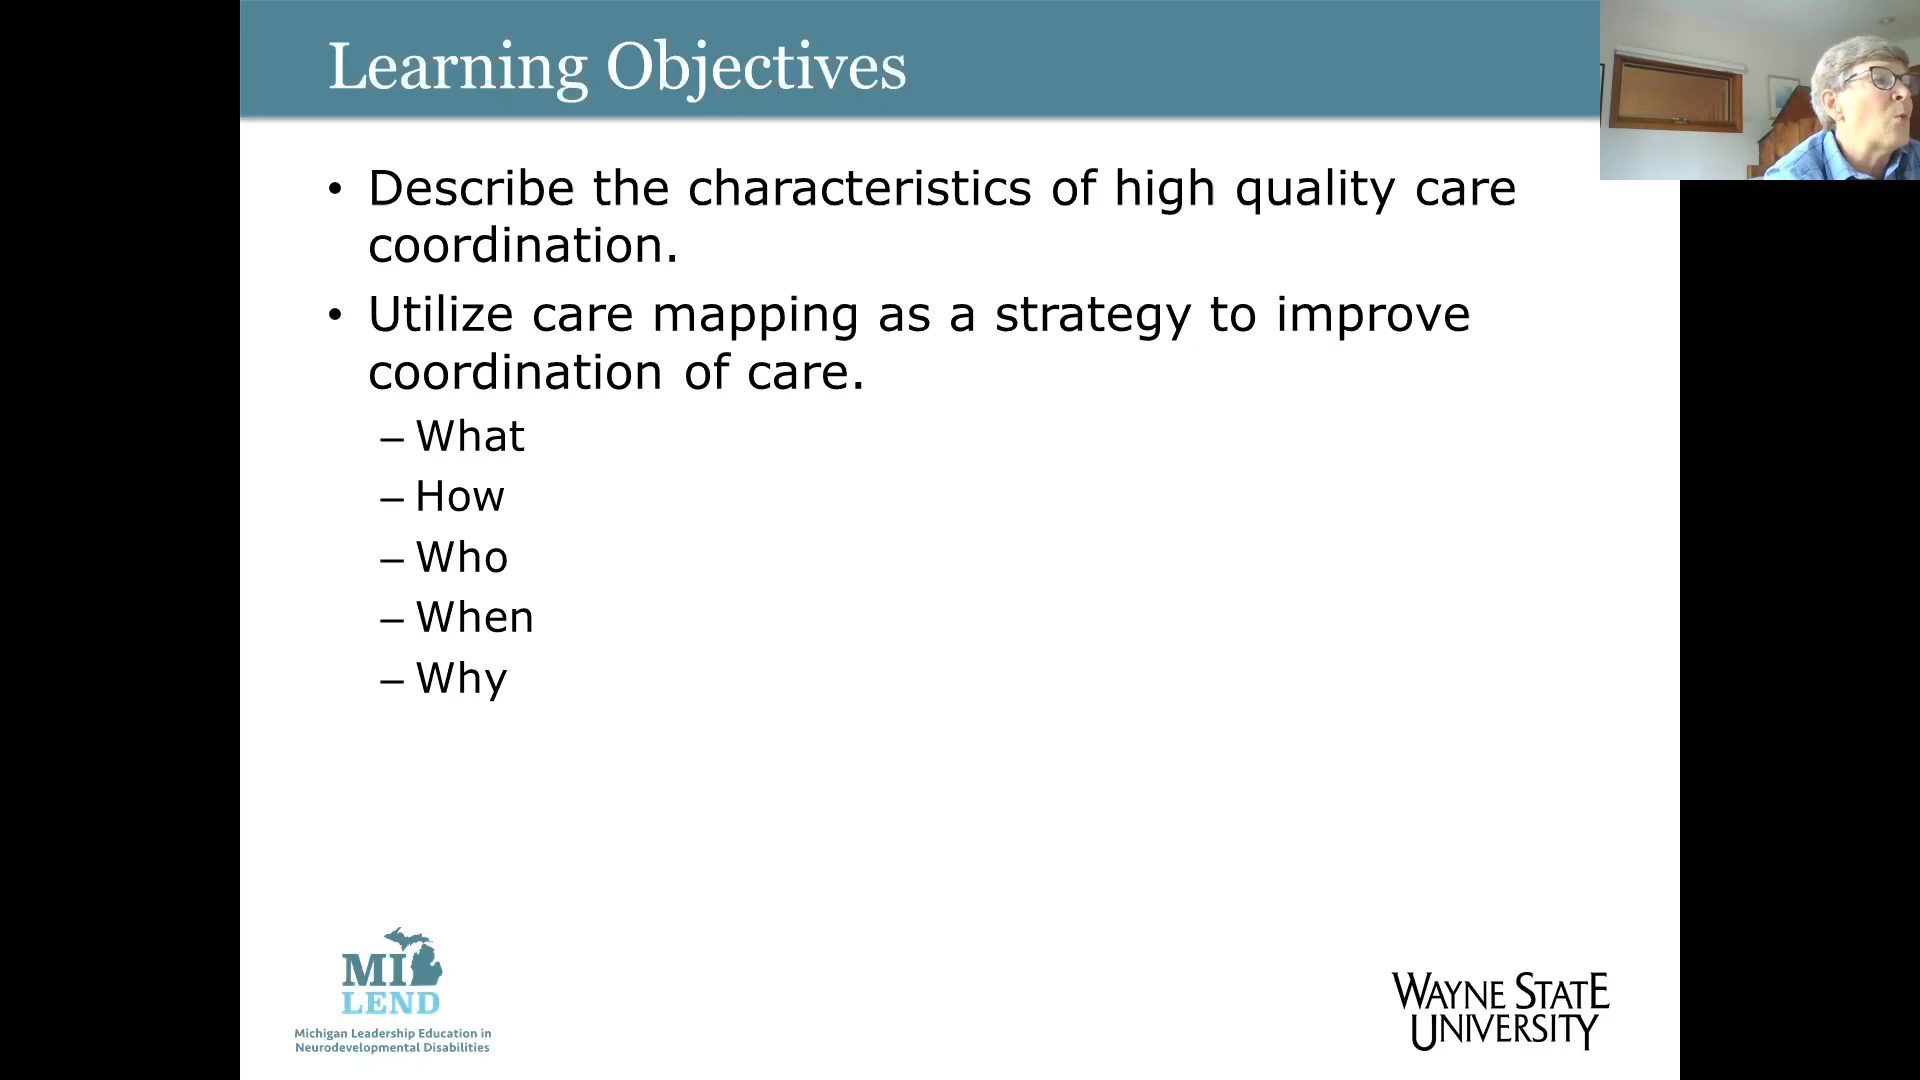 Learning Objectives
• Describe the characteristics of high quality care
coordination.
• Utilize care mapping as a strategy to improve
coordination of care.
– What
– How
– Who
– When
– Why
MI
LEND
Michigan Leadership Education in
Neurodevelopmental Disabilities
WAYNE STATE
UNIVERSITY